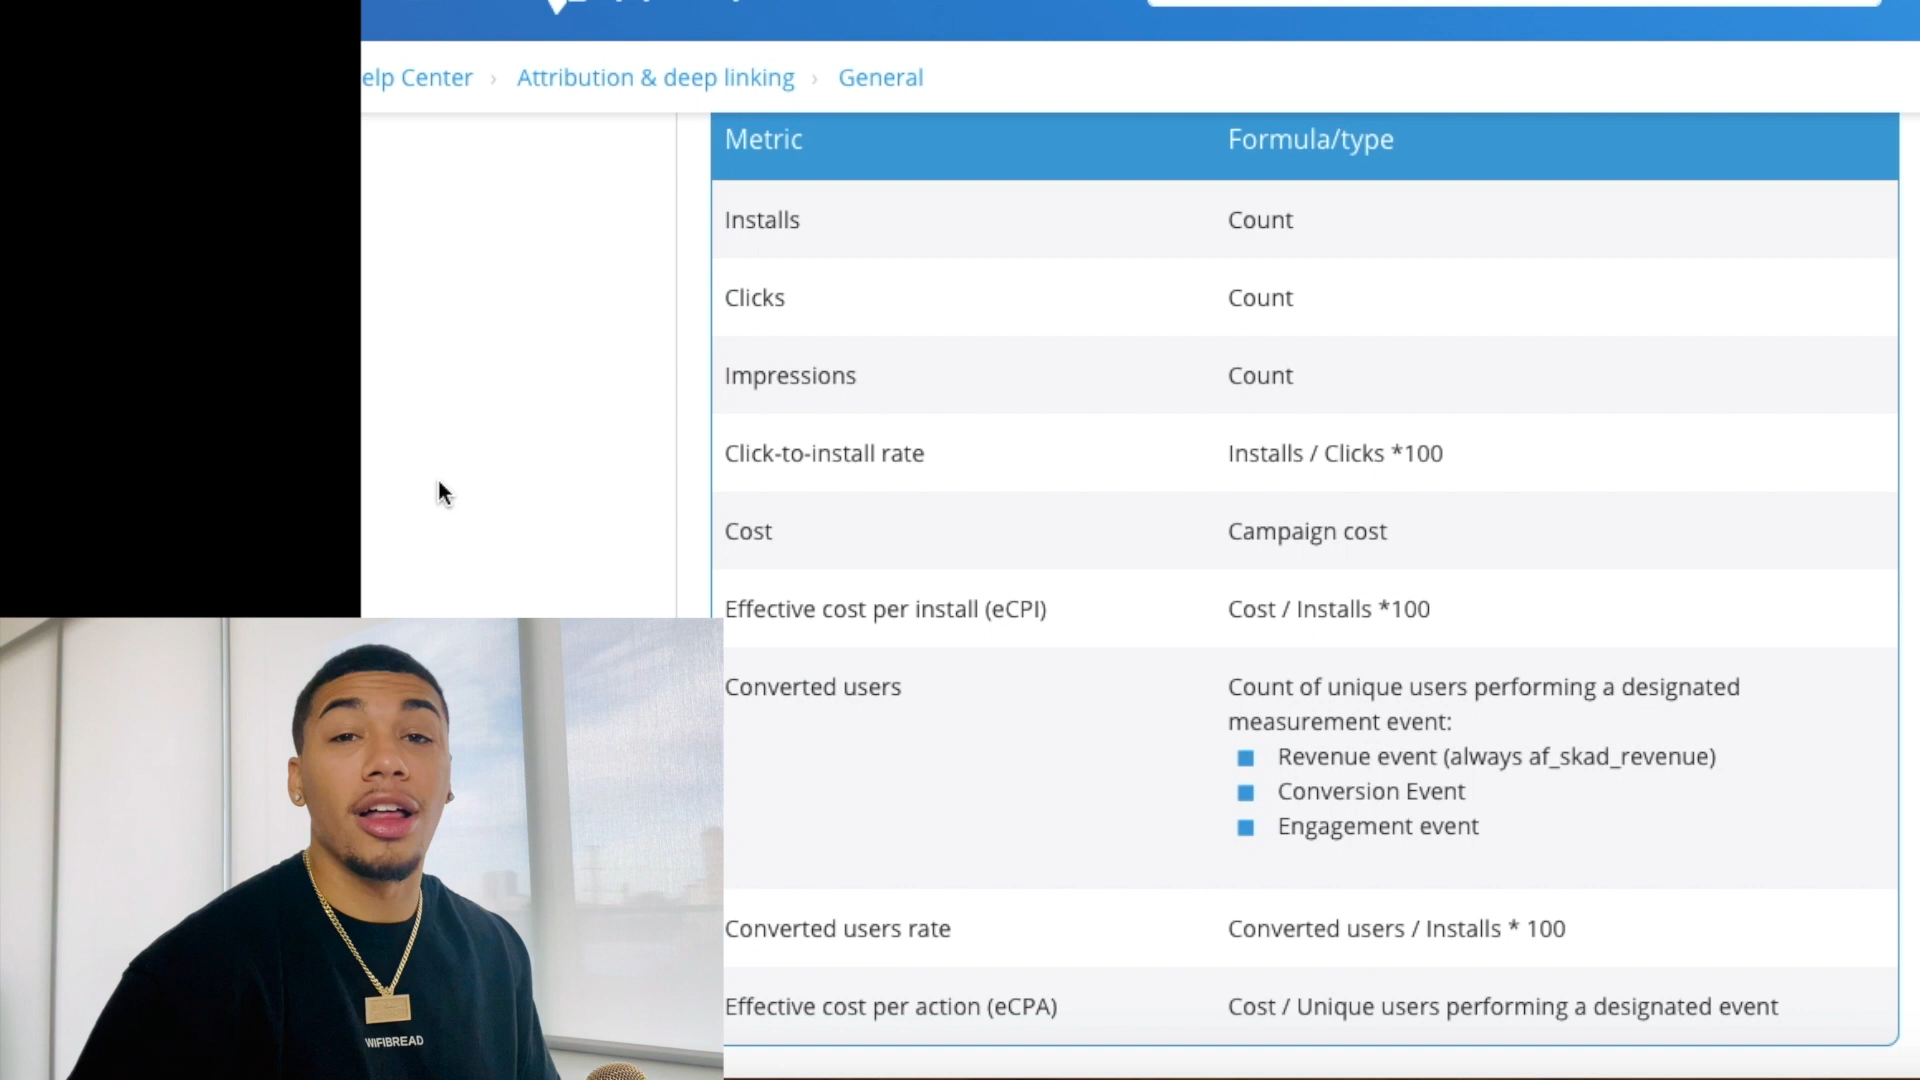 elp Center › Attribution & deep linking › General
Metric Formula/type
Installs Count
Clicks Count
Impressions Count
Click-to-install rate Installs / Clicks *100
Cost Campaign cost
Effective cost per install (eCPI) Cost / Installs *100
Converted users Count of unique users performing a designated
measurement event:
Revenue event (always af_skad_revenue)
Conversion Event
Engagement event
Converted users rate Converted users / Installs * 100
Effective cost per action (eCPA) Cost / Unique users performing a designated event
WIFIBREAD